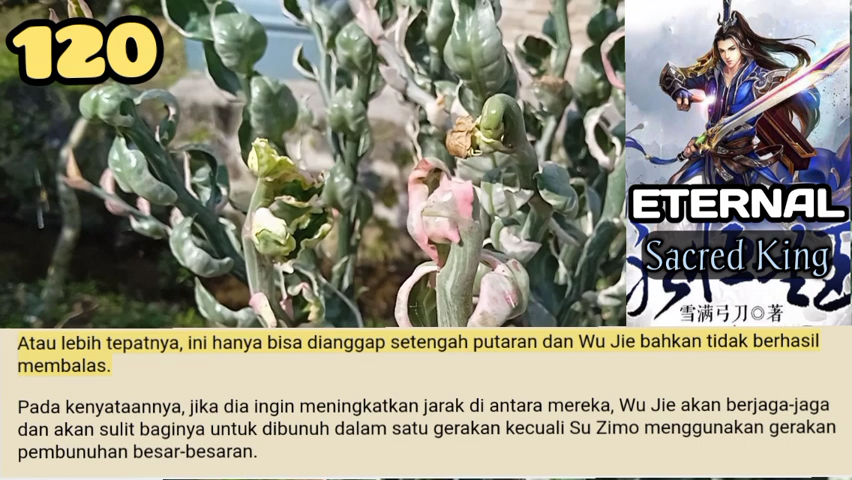 120
ETERNAL
Sacred King
雪满弓刀◎著
Atau lebih tepatnya, ini hanya bisa dianggap setengah putaran dan Wu Jie bahkan tidak berhasil
membalas.
Pada kenyataannya, jika dia ingin meningkatkan jarak di antara mereka, Wu Jie akan berjaga-jaga
dan akan sulit baginya untuk dibunuh dalam satu gerakan kecuali Su Zimo menggunakan gerakan
pembunuhan besar-besaran.